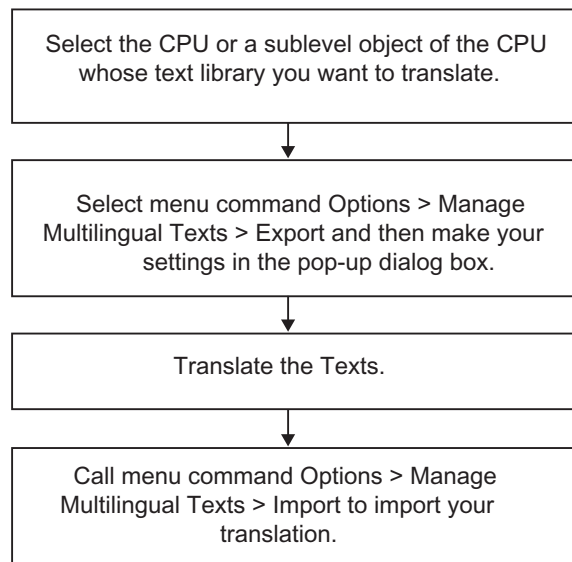 Select the CPU or a sublevel object of the CPU
whose text library you want to translate.
Select menu command Options > Manage
Multilingual Texts > Export and then make your
settings in the pop-up dialog box.
Translate the Texts.
Call menu command Options > Manage
Multilingual Texts > Import to import your
translation.